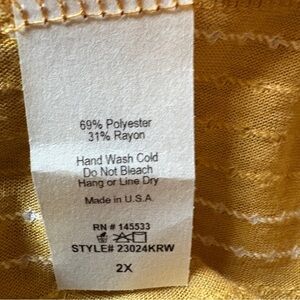 69% Polyester
31% Rayon
Hand Wash Cold
Do Not Bleach
Hang or Line Dry
Made in U.S.A.
RN # 145533
STYLE# 23024KRW
2X